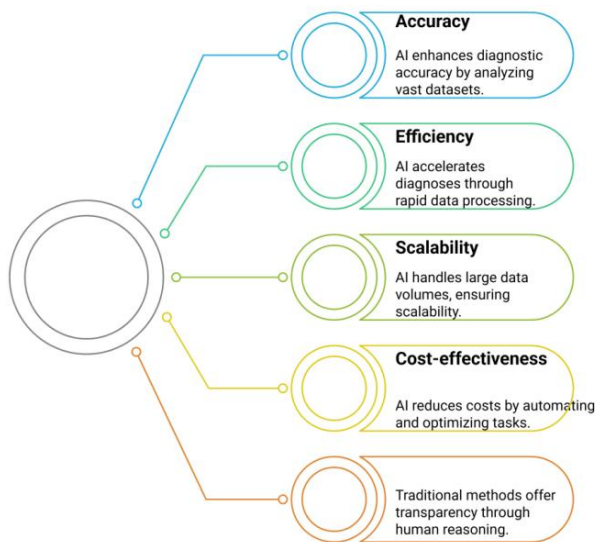 Accuracy
AI enhances diagnostic
accuracy by analyzing
vast datasets.
Efficiency
AI accelerates
diagnoses through
rapid data processing.
Scalability
AI handles large data
volumes, ensuring
scalability.
Cost-effectiveness
AI reduces costs by automating
and optimizing tasks.
Traditional methods offer
transparency through
human reasoning.